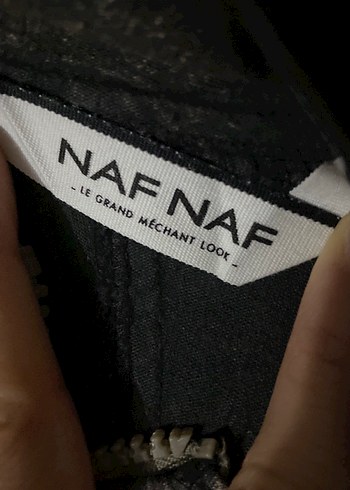 NAF NAF
- LE GRAND MÉCHANT LOOK -